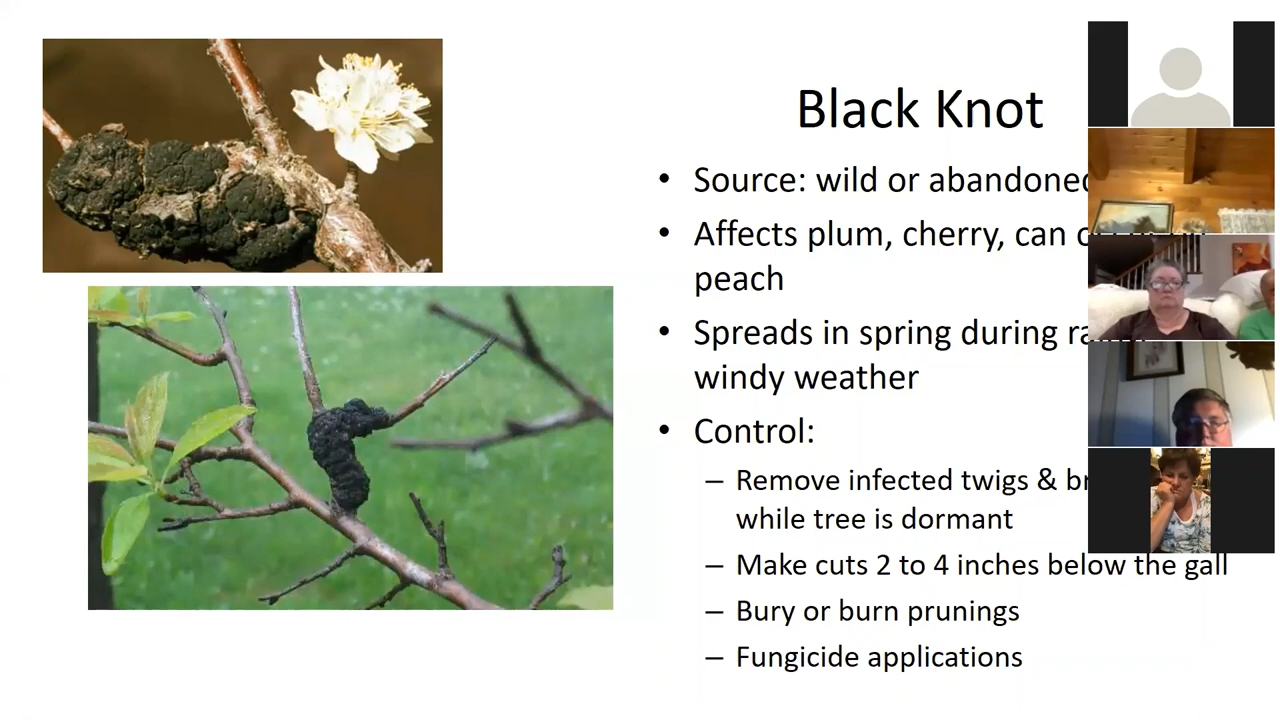 Black Knot
• Source: wild or abandoned
• Affects plum, cherry, can
peach
• Spreads in spring during
windy weather
• Control:
– Remove infected twigs &
while tree is dormant
– Make cuts 2 to 4 inches below the gall
– Bury or burn prunings
– Fungicide applications